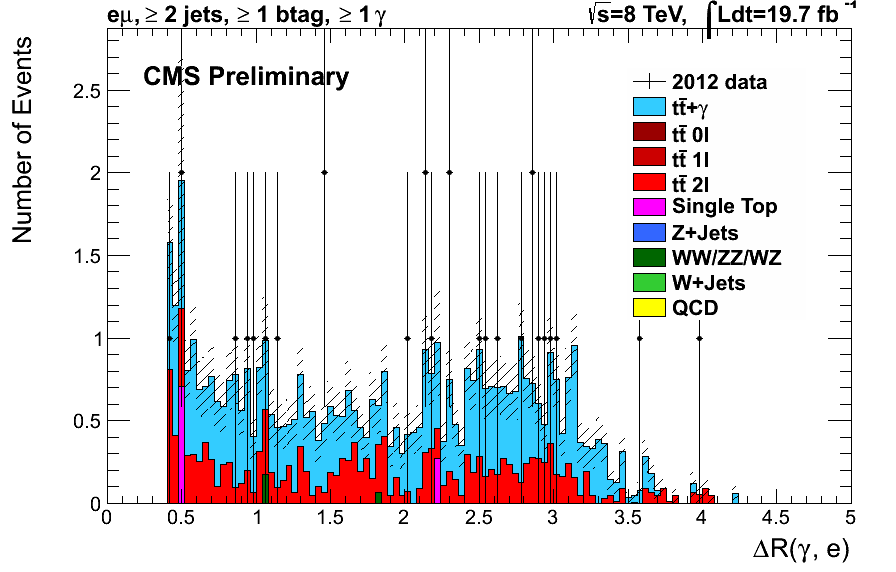 eμ, ≥ 2 jets, ≥ 1 btag, ≥ 1 γ
√s=8 TeV, ∫Ldt=19.7 fb⁻¹
CMS Preliminary
Number of Events
2.5
2
1.5
1
0.5
0
2012 data
tt̄+γ
tt̄ 0l
tt̄ 1l
tt̄ 2l
Single Top
Z+Jets
WW/ZZ/WZ
W+Jets
QCD
0 0.5 1 1.5 2 2.5 3 3.5 4 4.5 5
ΔR(γ, e)